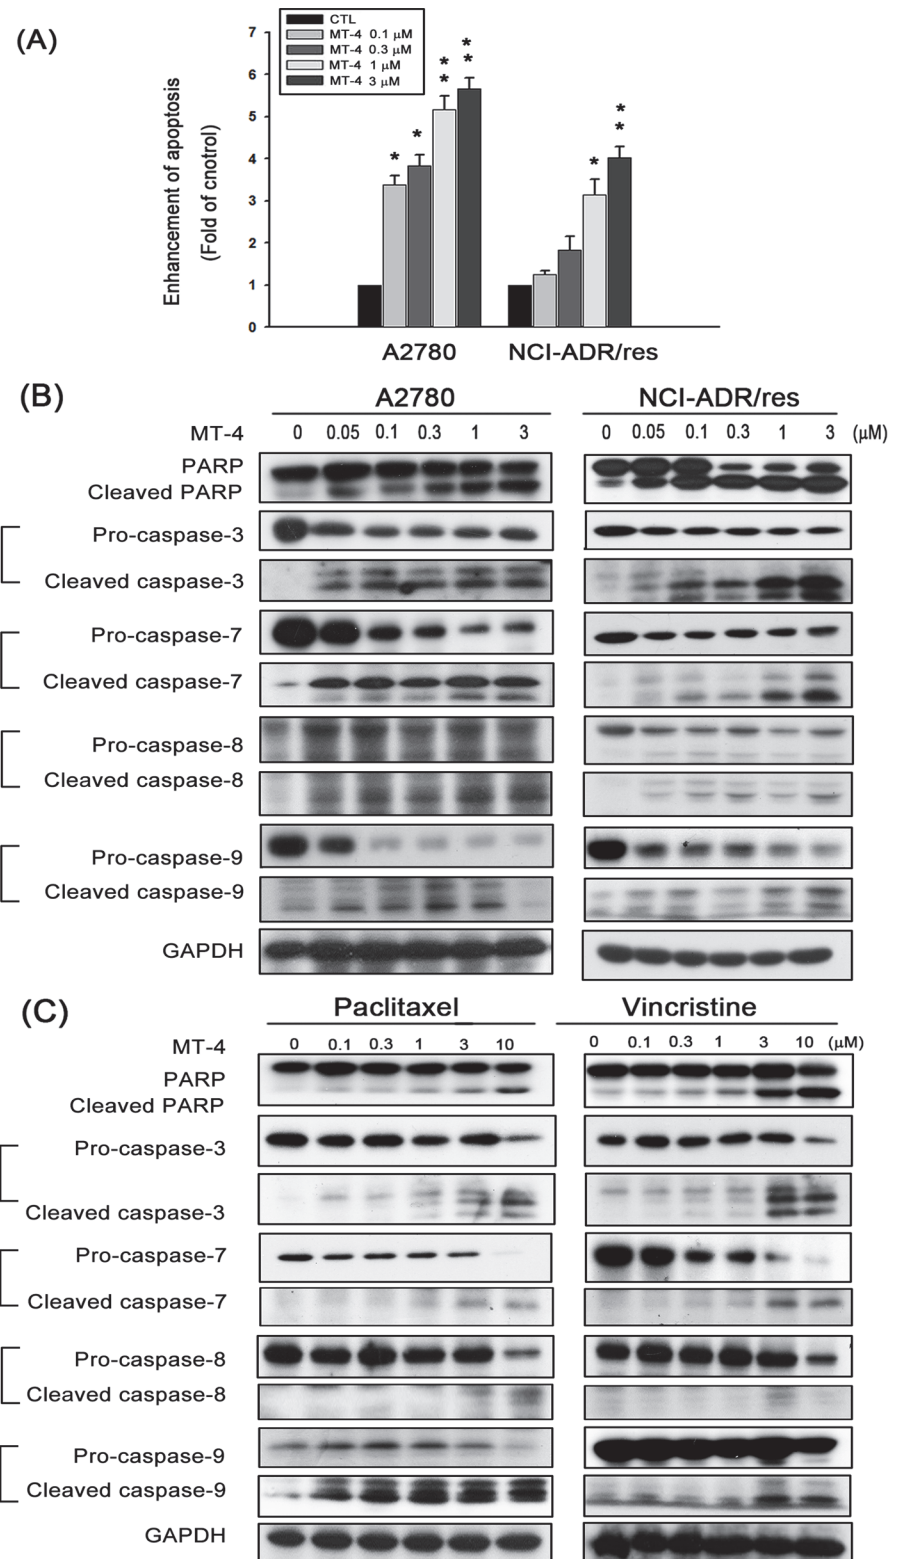 (A)
CTL
MT-4 0.1 μM
MT-4 0.3 μM
MT-4 1 μM
MT-4 3 μM
Enhancement of apoptosis
(Fold of cnotrol)
7
6
5
4
3
2
1
0
* * * * * *
* * *
A2780 NCI-ADR/res
(B)
A2780 NCI-ADR/res
MT-4 0 0.05 0.1 0.3 1 3 0 0.05 0.1 0.3 1 3 (μM)
PARP
Cleaved PARP
Pro-caspase-3
Cleaved caspase-3
Pro-caspase-7
Cleaved caspase-7
Pro-caspase-8
Cleaved caspase-8
Pro-caspase-9
Cleaved caspase-9
GAPDH
(C)
Paclitaxel Vincristine
MT-4 0 0.1 0.3 1 3 10 0 0.1 0.3 1 3 10 (μM)
PARP
Cleaved PARP
Pro-caspase-3
Cleaved caspase-3
Pro-caspase-7
Cleaved caspase-7
Pro-caspase-8
Cleaved caspase-8
Pro-caspase-9
Cleaved caspase-9
GAPDH